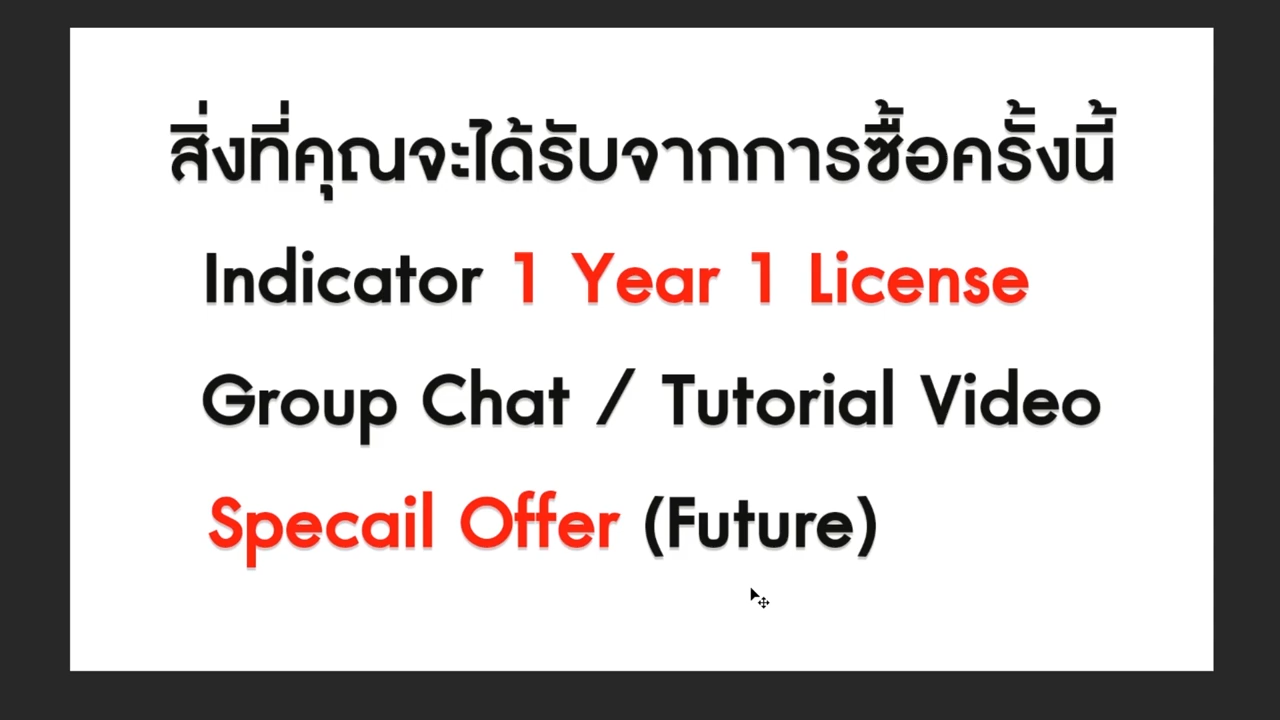 สิ่งที่คุณจะได้รับจากการซื้อครั้งนี้
Indicator 1 Year 1 License
Group Chat / Tutorial Video
Specail Offer (Future)